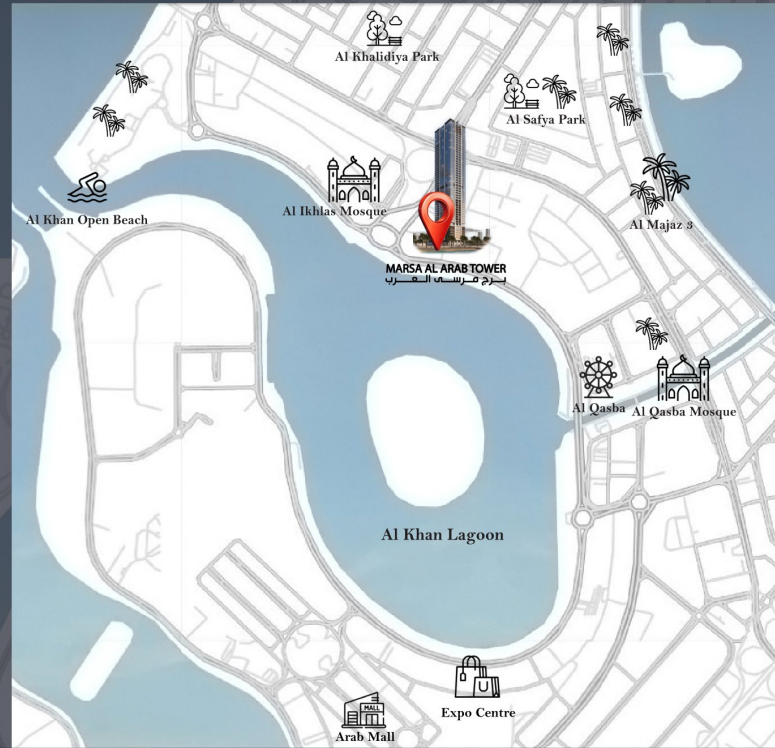 Al Khalidiya Park
Al Safya Park
Al Ikhlas Mosque
Al Khan Open Beach
Al Majaz 3
MARSA AL ARAB TOWER
برج مرسى العرب
Al Qasba
Al Qasba Mosque
Al Khan Lagoon
Expo Centre
MALL
Arab Mall